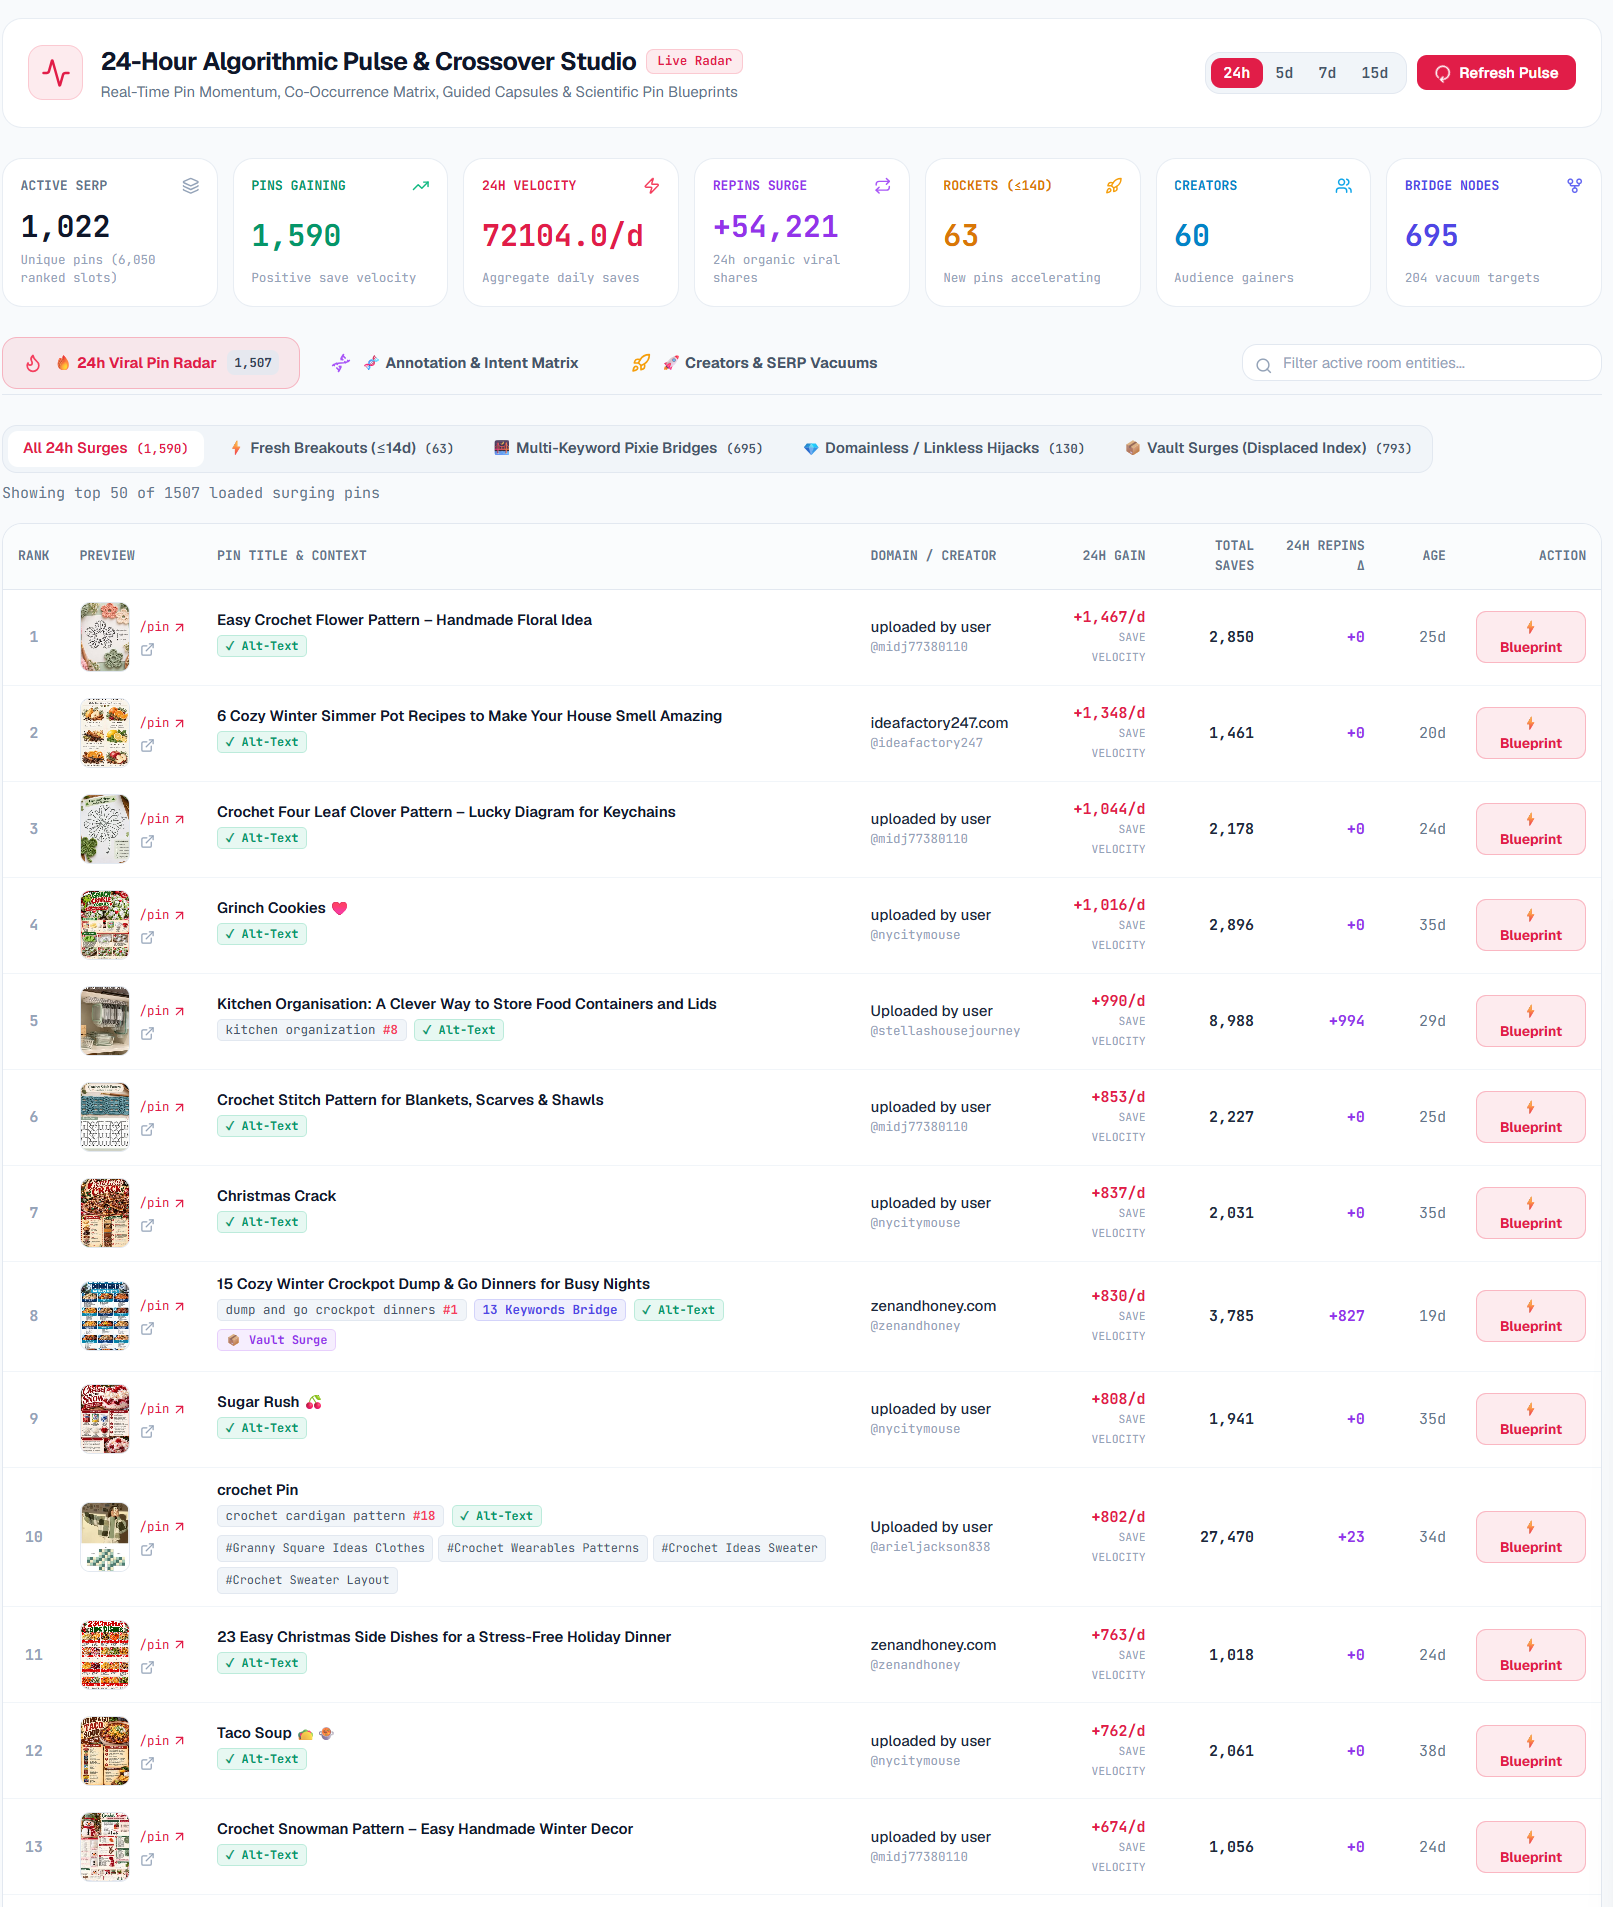 24-Hour Algorithmic Pulse & Crossover Studio Live Radar
Real-Time Pin Momentum, Co-Occurrence Matrix, Guided Capsules & Scientific Pin Blueprints
24h 5d 7d 15d Refresh Pulse
ACTIVE SERP
1,022
Unique pins (6,050
ranked slots)
PINS GAINING
1,590
Positive save velocity
24H VELOCITY
72104.0/d
Aggregate daily saves
REPINS SURGE
+54,221
24h organic viral
shares
ROCKETS (≤14D)
63
New pins accelerating
CREATORS
60
Audience gainers
BRIDGE NODES
695
204 vacuum targets
🔥 24h Viral Pin Radar 1,507
🧬 Annotation & Intent Matrix
🚀 Creators & SERP Vacuums
Filter active room entities...
All 24h Surges (1,590)
⚡ Fresh Breakouts (≤14d) (63)
🌉 Multi-Keyword Pixie Bridges (695)
💎 Domainless / Linkless Hijacks (130)
📦 Vault Surges (Displaced Index) (793)
Showing top 50 of 1507 loaded surging pins
RANK PREVIEW PIN TITLE & CONTEXT DOMAIN / CREATOR 24H GAIN TOTAL SAVES 24H REPINS Δ AGE ACTION
1
/pin
Easy Crochet Flower Pattern – Handmade Floral Idea
✓ Alt-Text
uploaded by user
@midj77380110
+1,467/d
SAVE
VELOCITY
2,850
+0
25d
⚡
Blueprint
2
/pin
6 Cozy Winter Simmer Pot Recipes to Make Your House Smell Amazing
✓ Alt-Text
ideafactory247.com
@ideafactory247
+1,348/d
SAVE
VELOCITY
1,461
+0
20d
⚡
Blueprint
3
/pin
Crochet Four Leaf Clover Pattern – Lucky Diagram for Keychains
✓ Alt-Text
uploaded by user
@midj77380110
+1,044/d
SAVE
VELOCITY
2,178
+0
24d
⚡
Blueprint
4
/pin
Grinch Cookies ♥
✓ Alt-Text
uploaded by user
@nycitymouse
+1,016/d
SAVE
VELOCITY
2,896
+0
35d
⚡
Blueprint
5
/pin
Kitchen Organisation: A Clever Way to Store Food Containers and Lids
kitchen organization #8 ✓ Alt-Text
Uploaded by user
@stellashousejourney
+990/d
SAVE
VELOCITY
8,988
+994
29d
⚡
Blueprint
6
/pin
Crochet Stitch Pattern for Blankets, Scarves & Shawls
✓ Alt-Text
uploaded by user
@midj77380110
+853/d
SAVE
VELOCITY
2,227
+0
25d
⚡
Blueprint
7
/pin
Christmas Crack
✓ Alt-Text
uploaded by user
@nycitymouse
+837/d
SAVE
VELOCITY
2,031
+0
35d
⚡
Blueprint
8
/pin
15 Cozy Winter Crockpot Dump & Go Dinners for Busy Nights
dump and go crockpot dinners #1 13 Keywords Bridge ✓ Alt-Text
📦 Vault Surge
zenandhoney.com
@zenandhoney
+830/d
SAVE
VELOCITY
3,785
+827
19d
⚡
Blueprint
9
/pin
Sugar Rush 🍒
✓ Alt-Text
uploaded by user
@nycitymouse
+808/d
SAVE
VELOCITY
1,941
+0
35d
⚡
Blueprint
10
/pin
crochet Pin
crochet cardigan pattern #18 ✓ Alt-Text
#Granny Square Ideas Clothes #Crochet Wearables Patterns #Crochet Ideas Sweater
#Crochet Sweater Layout
Uploaded by user
@arieljackson838
+802/d
SAVE
VELOCITY
27,470
+23
34d
⚡
Blueprint
11
/pin
23 Easy Christmas Side Dishes for a Stress-Free Holiday Dinner
✓ Alt-Text
zenandhoney.com
@zenandhoney
+763/d
SAVE
VELOCITY
1,018
+0
24d
⚡
Blueprint
12
/pin
Taco Soup 🌮
✓ Alt-Text
uploaded by user
@nycitymouse
+762/d
SAVE
VELOCITY
2,061
+0
38d
⚡
Blueprint
13
/pin
Crochet Snowman Pattern – Easy Handmade Winter Decor
✓ Alt-Text
uploaded by user
@midj77380110
+674/d
SAVE
VELOCITY
1,056
+0
24d
⚡
Blueprint